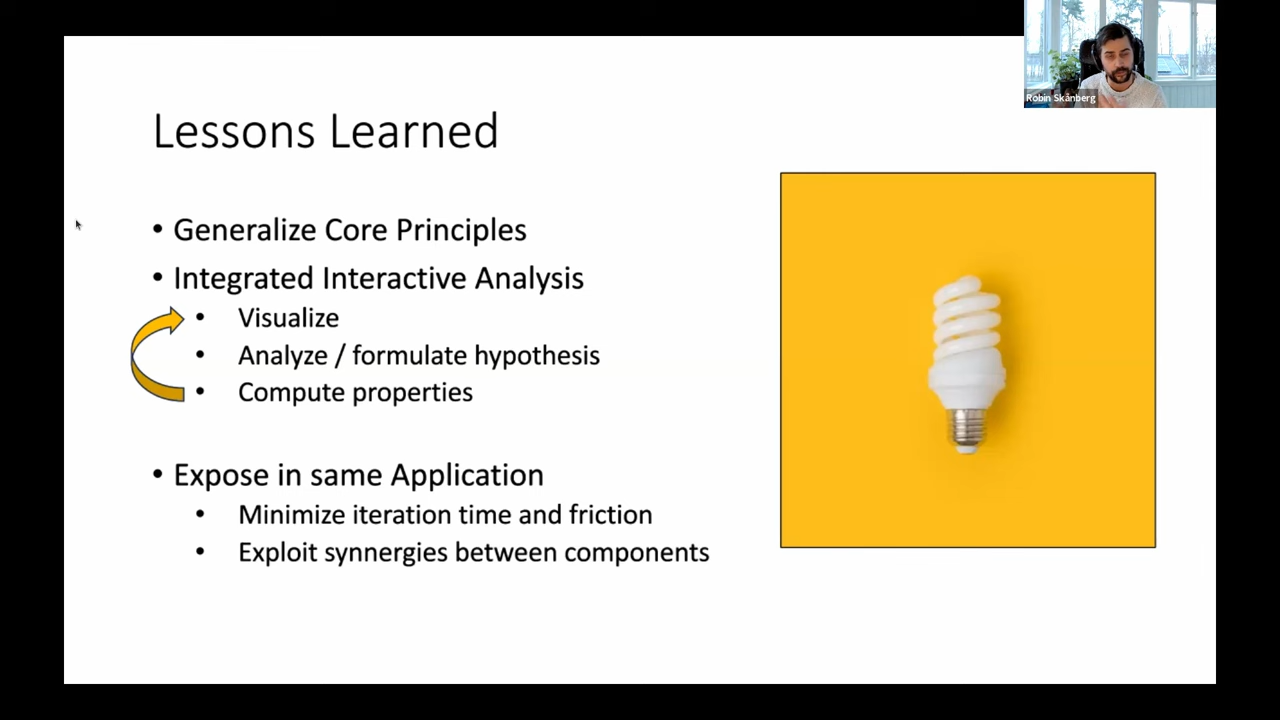 Robin Skånberg
Lessons Learned
• Generalize Core Principles
• Integrated Interactive Analysis
• Visualize
• Analyze / formulate hypothesis
• Compute properties
• Expose in same Application
• Minimize iteration time and friction
• Exploit synnergies between components